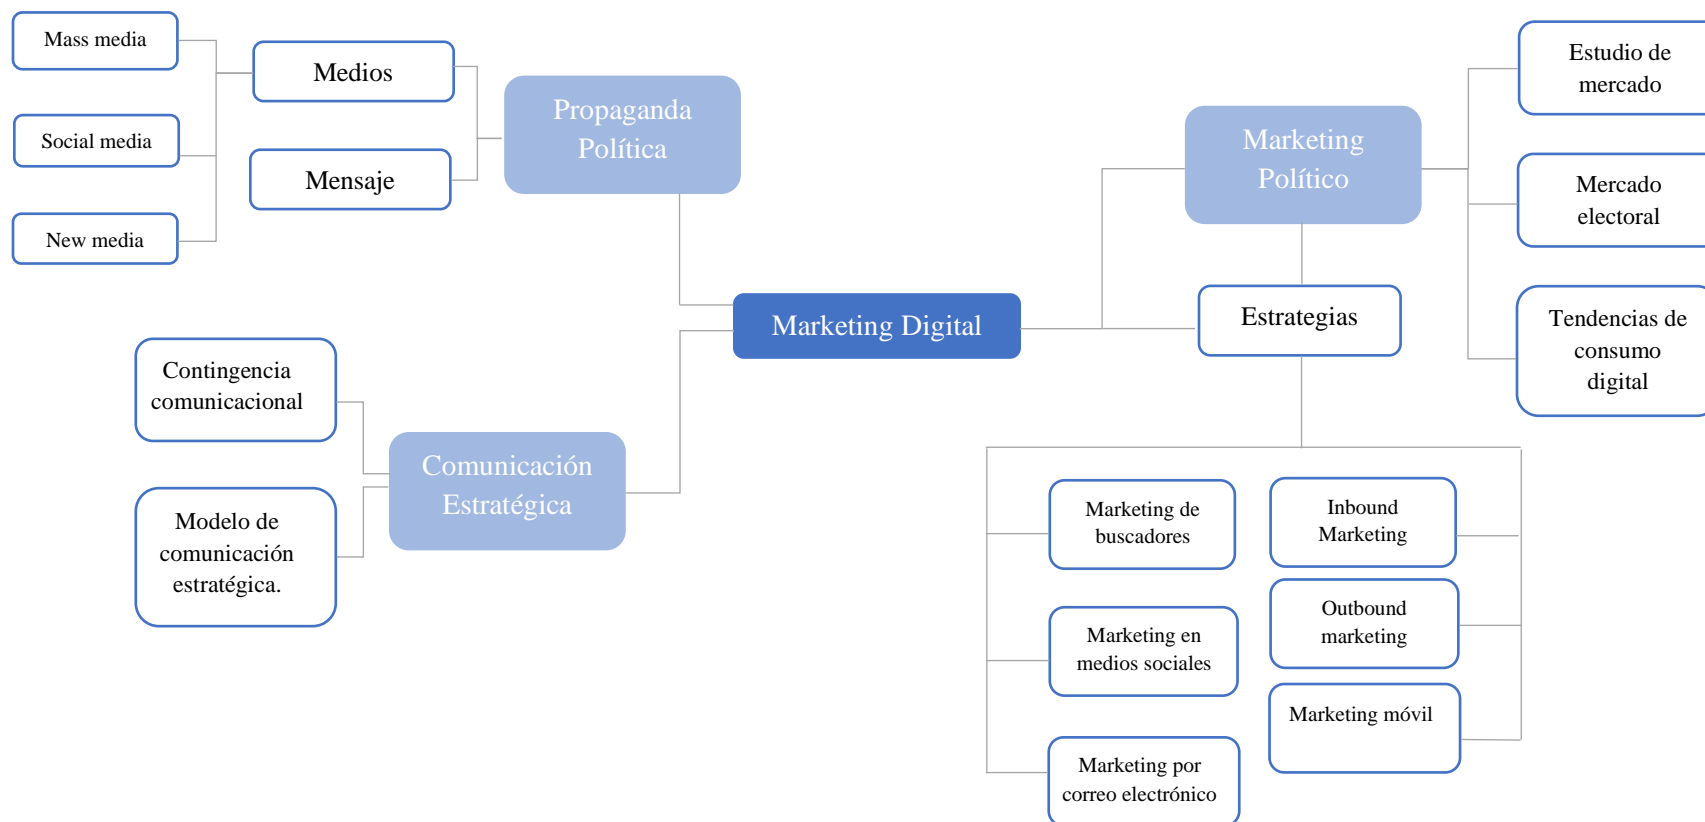 Mass media
Social media
New media
Medios
Mensaje
Propaganda
Política
Contingencia
comunicacional
Modelo de
comunicación
estratégica.
Comunicación
Estratégica
Marketing Digital
Marketing
Político
Estrategias
Estudio de
mercado
Mercado
electoral
Tendencias de
consumo
digital
Marketing de
buscadores
Marketing en
medios sociales
Marketing por
correo electrónico
Inbound
Marketing
Outbound
marketing
Marketing móvil